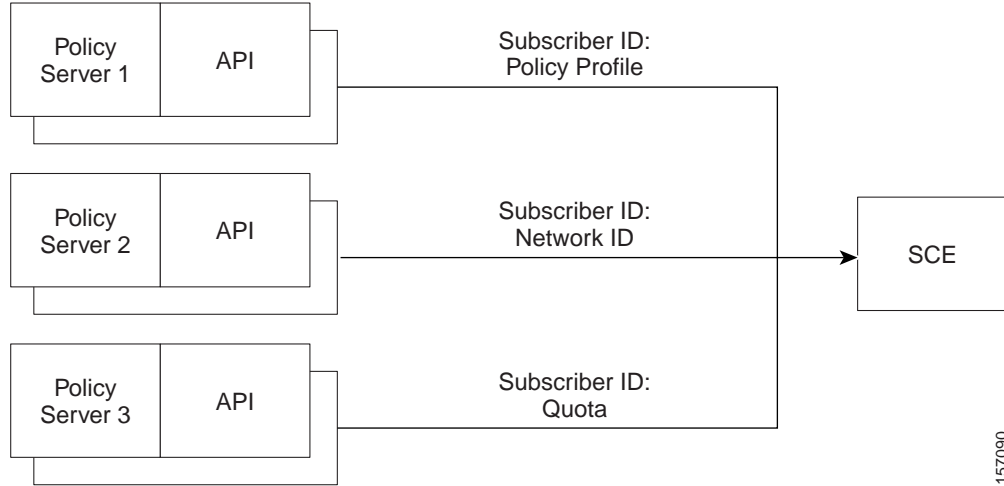 Policy
Server 1
API
Subscriber ID:
Policy Profile
Policy
Server 2
API
Subscriber ID:
Network ID
SCE
Policy
Server 3
API
Subscriber ID:
Quota
157090